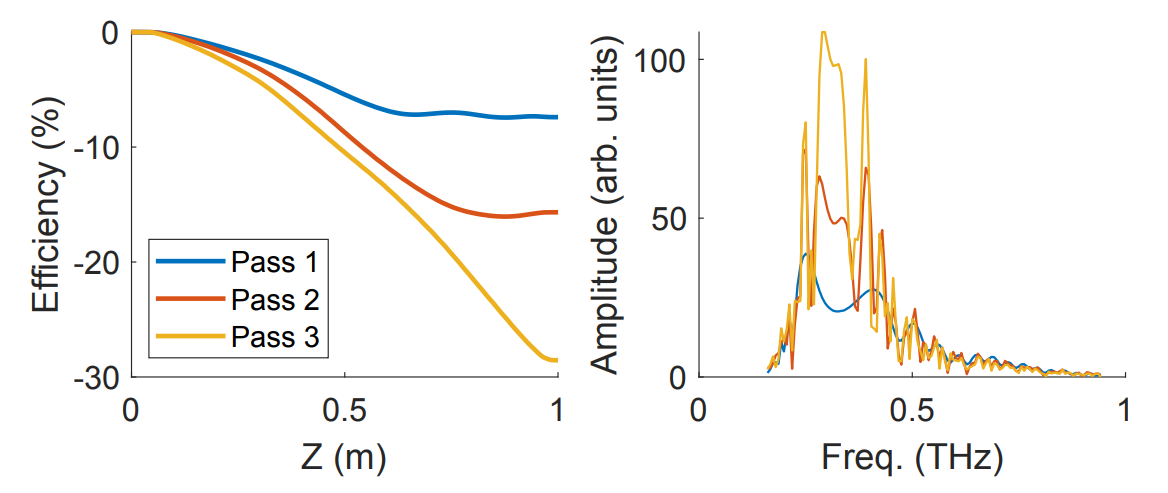 Efficiency (%)
0
-10
-20
-30
Pass 1
Pass 2
Pass 3
0
0.5
1
Z (m)
Amplitude (arb. units)
100
50
0
0
0.5
1
Freq. (THz)